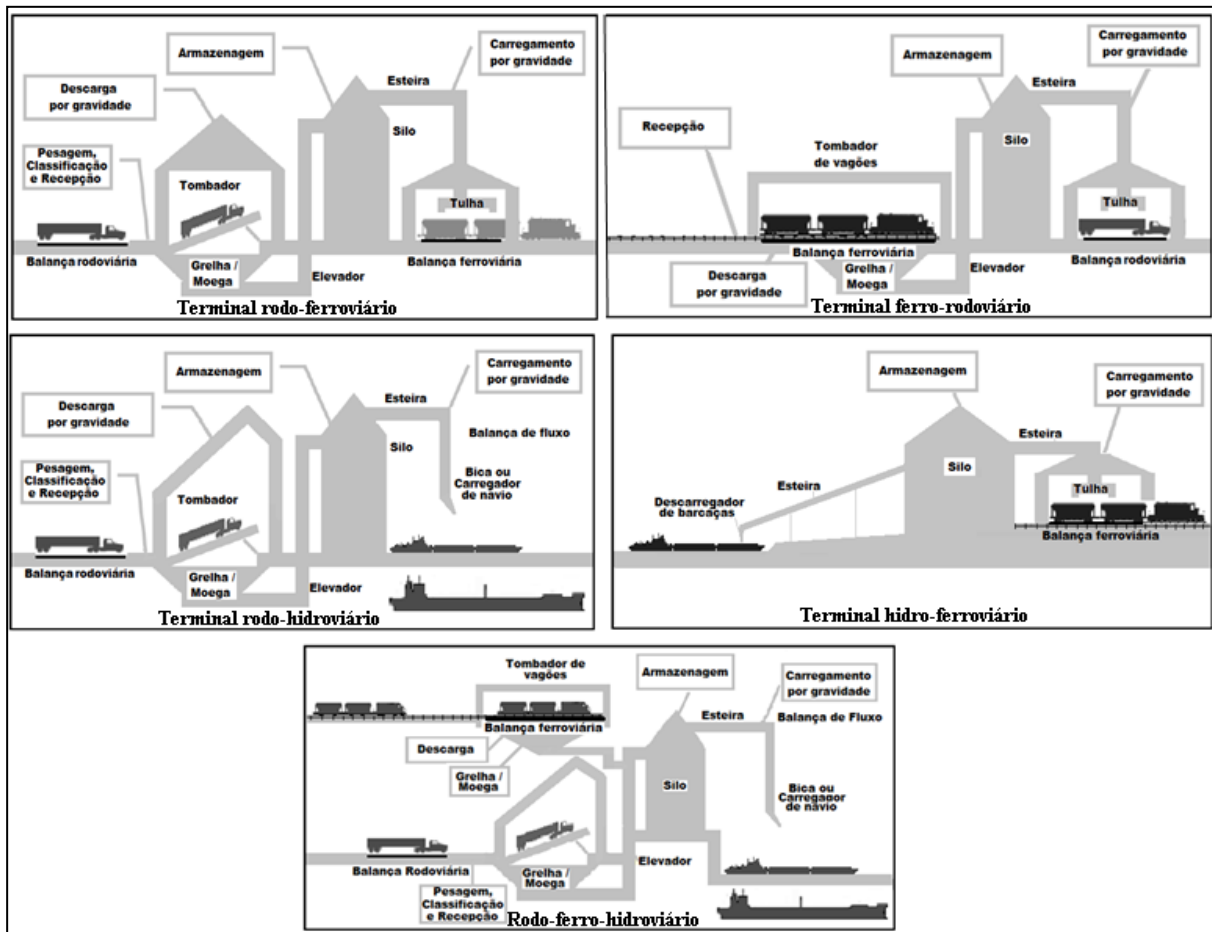 Armazenagem
Carregamento
por gravidade
Esteira
Descarga
por gravidade
Silo
Pesagem,
Classificação
e Recepção
Tombador
Tulha
Balança rodoviária
Grelha /
Moega
Elevador
Balança ferroviária
Terminal rodo-ferroviário
Carregamento
por gravidade
Armazenagem
Esteira
Recepção
Tombador
de vagões
Silo
Tulha
Balança ferroviária
Grelha /
Moega
Descarga
por gravidade
Elevador
Balança rodoviária
Terminal ferro-rodoviário
Armazenagem
Carregamento
por gravidade
Esteira
Descarga
por gravidade
Balança de fluxo
Silo
Pesagem,
Classificação
e Recepção
Bica ou
Carregador
de návio
Tombador
Balança rodoviária
Grelha /
Moega
Elevador
Terminal rodo-hidroviário
Armazenagem
Carregamento
por gravidade
Esteira
Silo
Esteira
Tulha
Descarregador
de barcaças
Balança ferroviária
Terminal hidro-ferroviário
Tombador de
vagões
Armazenagem
Carregamento
por gravidade
Esteira
Balança de Fluxo
Balança ferroviária
Descarga
Grelha /
Moega
Silo
Bica ou
Carregador
de návio
Balança Rodoviária
Grelha /
Moega
Elevador
Pesagem,
Classificação
e Recepção
Rodo-ferro-hidroviário